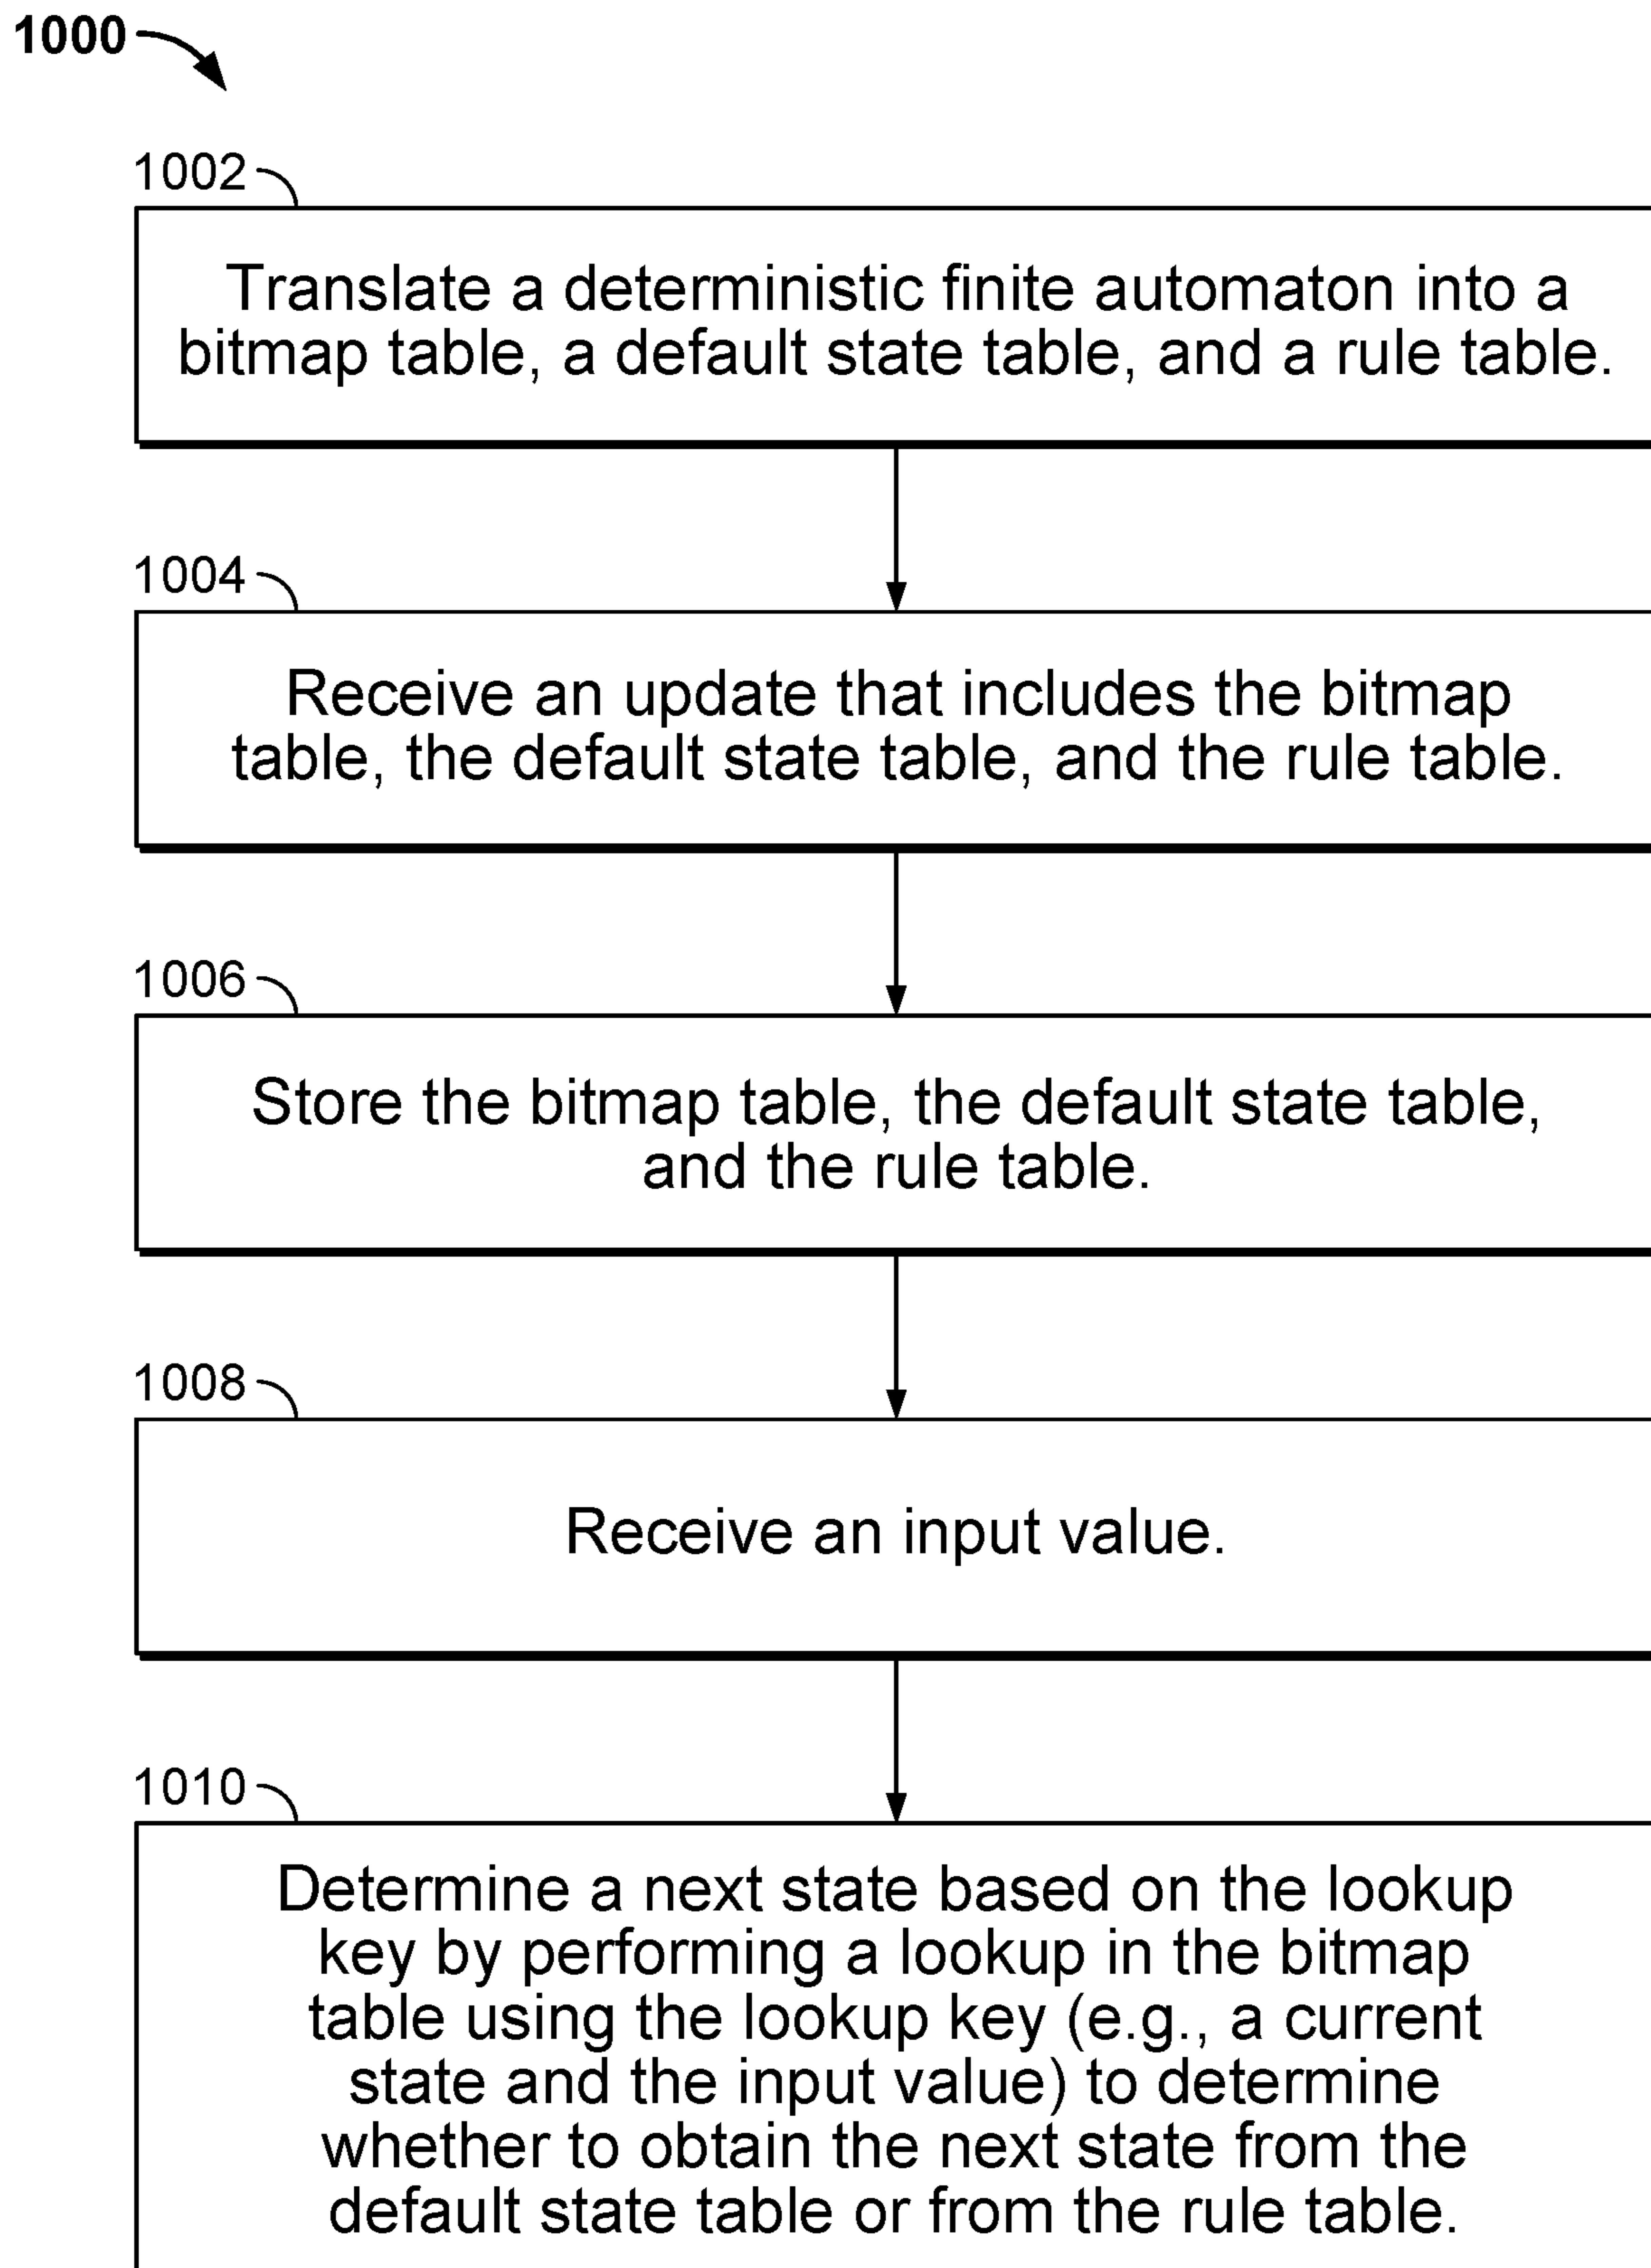 1000
1002
Translate a deterministic finite automaton into a
bitmap table, a default state table, and a rule table.
1004
Receive an update that includes the bitmap
table, the default state table, and the rule table.
1006
Store the bitmap table, the default state table,
and the rule table.
1008
Receive an input value.
1010
Determine a next state based on the lookup
key by performing a lookup in the bitmap
table using the lookup key (e.g., a current
state and the input value) to determine
whether to obtain the next state from the
default state table or from the rule table.